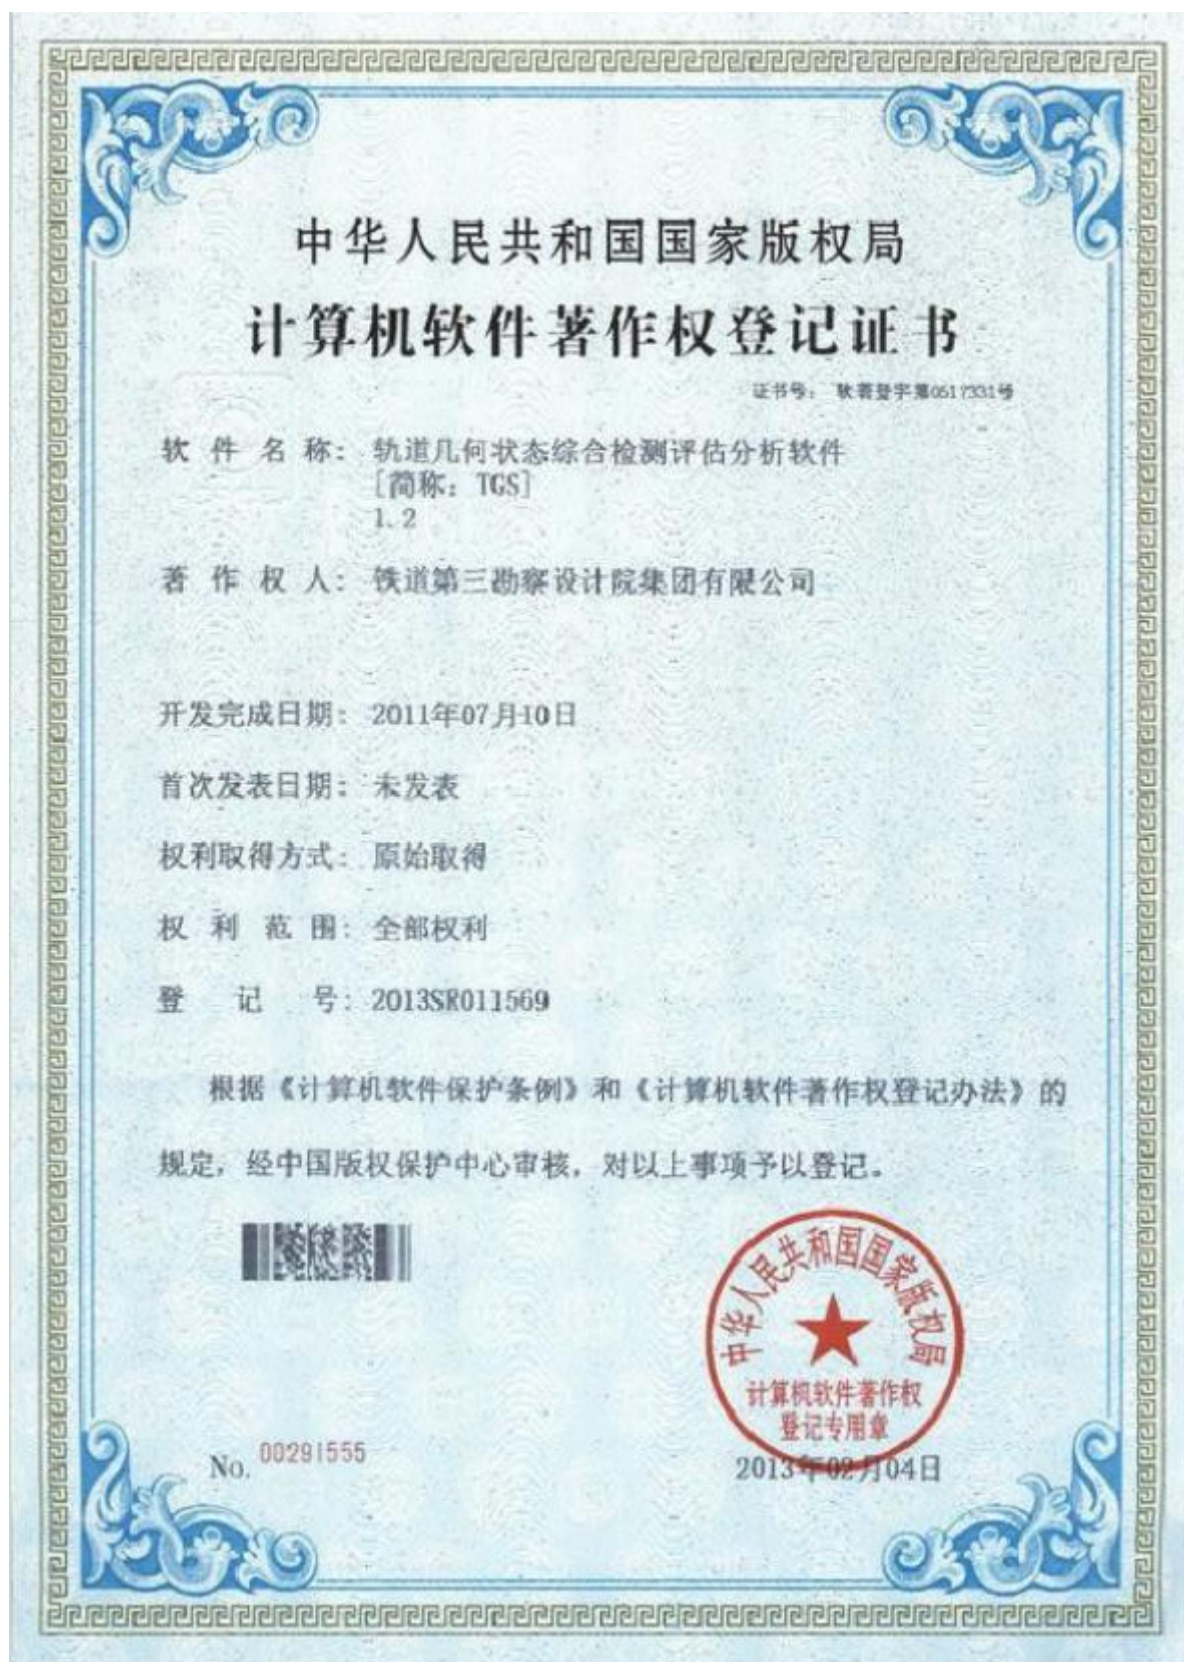 中华人民共和国国家版权局
计算机软件著作权登记证书
证书号： 软著登字第0517331号
软件名称： 轨道几何状态综合检测评估分析软件
[简称：TGS]
1.2
著作权人： 铁道第三勘察设计院集团有限公司
开发完成日期： 2011年07月10日
首次发表日期： 未发表
权利取得方式： 原始取得
权利范围： 全部权利
登记号： 2013SR011569
根据《计算机软件保护条例》和《计算机软件著作权登记办法》的
规定，经中国版权保护中心审核，对以上事项予以登记。
中华人民共和国国家版权局
计算机软件著作权
登记专用章
No. 00291555
2013年02月04日